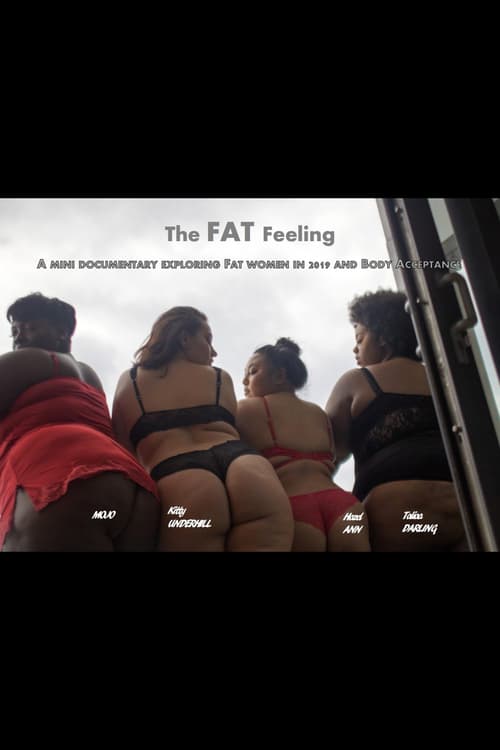 The FAT Feeling
A MINI DOCUMENTARY EXPLORING FAT WOMEN IN 2019 AND BODY ACCEPTANCE
MOJO
Kitty
UNDERHILL
Hazel
ANN
DARLING